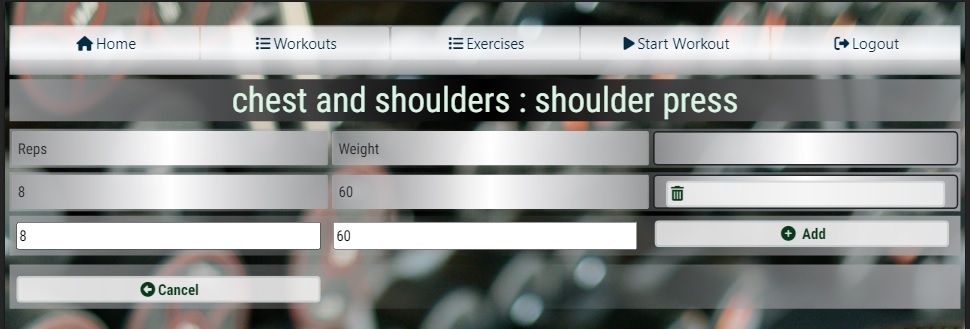 Home Workouts Exercises Start Workout Logout
chest and shoulders : shoulder press
Reps Weight
8 60
8 60 Add
Cancel